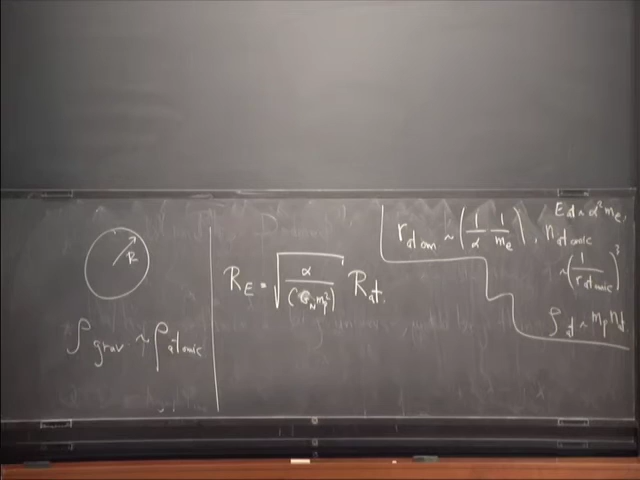 R
ρ grav ~ ρ atomic
R_E = √(α / (G_N m_p²)) R_at.
r_atom ~ (1/α 1/m_e), n_atomic
~ (1/r_atomic)³
E_at ~ α² m_e,
ρ_at ~ m_p n_at